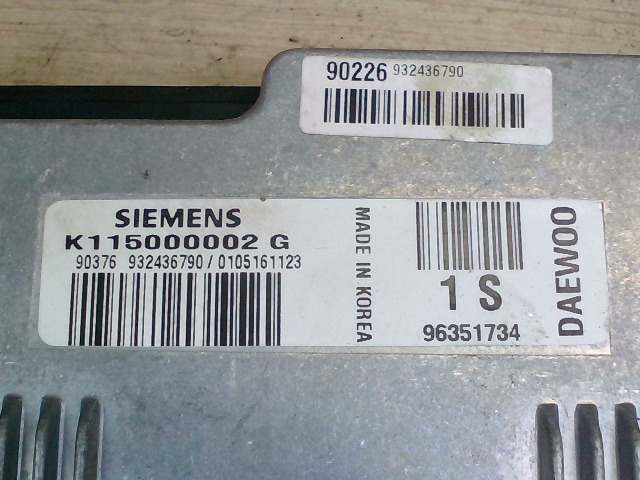 90226 932436790
SIEMENS
K115000002 G
90376 932436790 / 0105161123
MADE IN KOREA
1 S
96351734
DAEWOO